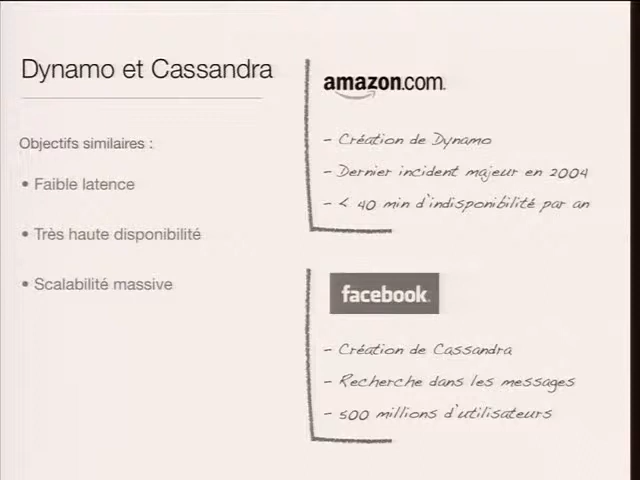 Dynamo et Cassandra
Objectifs similaires :
• Faible latence
• Très haute disponibilité
• Scalabilité massive
amazon.com.
- Création de Dynamo
- Dernier incident majeur en 2004
- < 40 min d'indisponibilité par an
facebook.
- Création de Cassandra
- Recherche dans les messages
- 500 millions d'utilisateurs